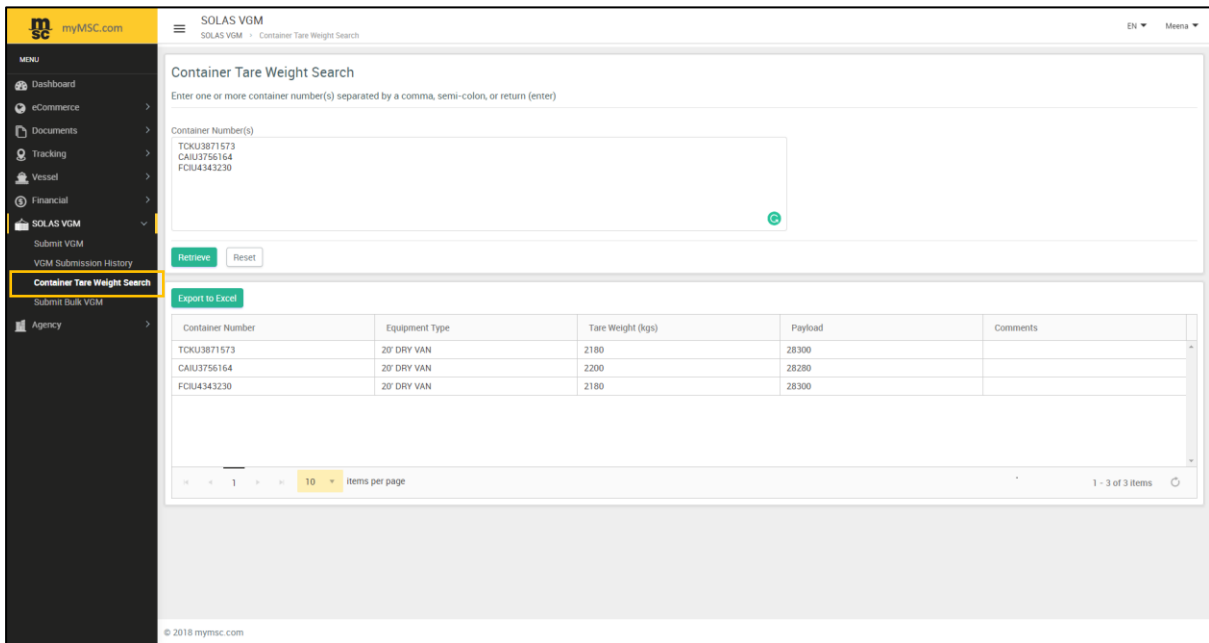 msc myMSC.com
SOLAS VGM
SOLAS VGM › Container Tare Weight Search
EN
Meena
MENU
Dashboard
eCommerce
Documents
Tracking
Vessel
Financial
SOLAS VGM
Submit VGM
VGM Submission History
Container Tare Weight Search
Submit Bulk VGM
Agency
Container Tare Weight Search
Enter one or more container number(s) separated by a comma, semi-colon, or return (enter)
Container Number(s)
TCKU3871573
CAIU3756164
FCIU4343230
Retrieve Reset
Export to Excel
Container Number Equipment Type Tare Weight (kgs) Payload Comments
TCKU3871573 20' DRY VAN 2180 28300
CAIU3756164 20' DRY VAN 2200 28280
FCIU4343230 20' DRY VAN 2180 28300
1 10 items per page 1 - 3 of 3 items
© 2018 mymsc.com